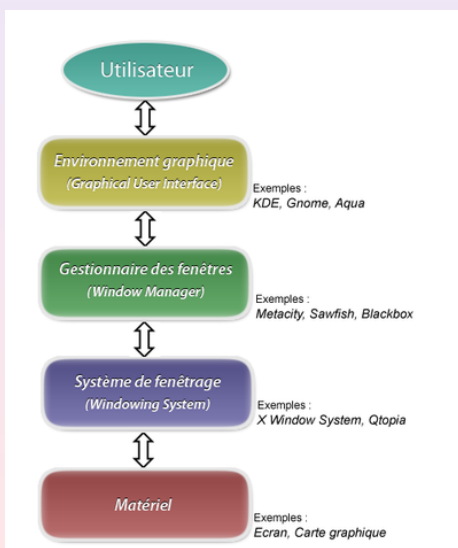 Utilisateur
Environnement graphique
(Graphical User Interface)
Exemples :
KDE, Gnome, Aqua
Gestionnaire des fenêtres
(Window Manager)
Exemples :
Metacity, Sawfish, Blackbox
Système de fenêtrage
(Windowing System)
Exemples :
X Window System, Qtopia
Matériel
Exemples :
Ecran, Carte graphique